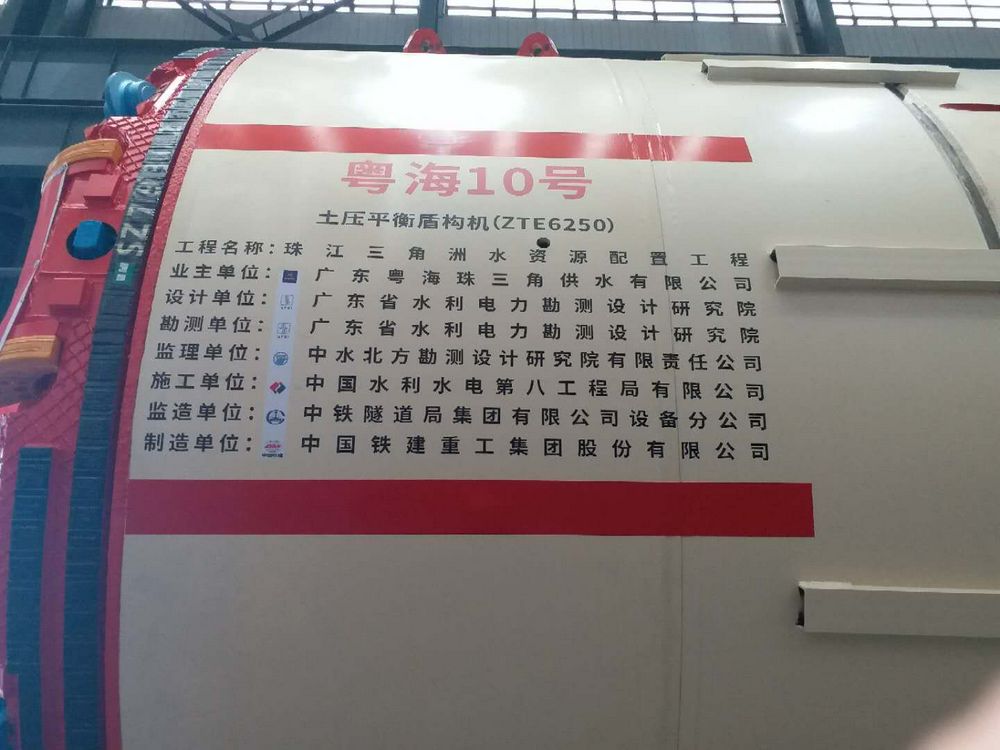 粤海10号
土压平衡盾构机(ZTE6250)
工程名称：珠江三角洲水资源配置工程
业主单位：广东粤海珠三角供水有限公司
设计单位：广东省水利电力勘测设计研究院
勘测单位：广东省水利电力勘测设计研究院
监理单位：中水北方勘测设计研究院有限责任公司
施工单位：中国水利水电第八工程局有限公司
监造单位：中铁隧道局集团有限公司设备分公司
制造单位：中国铁建重工集团股份有限公司